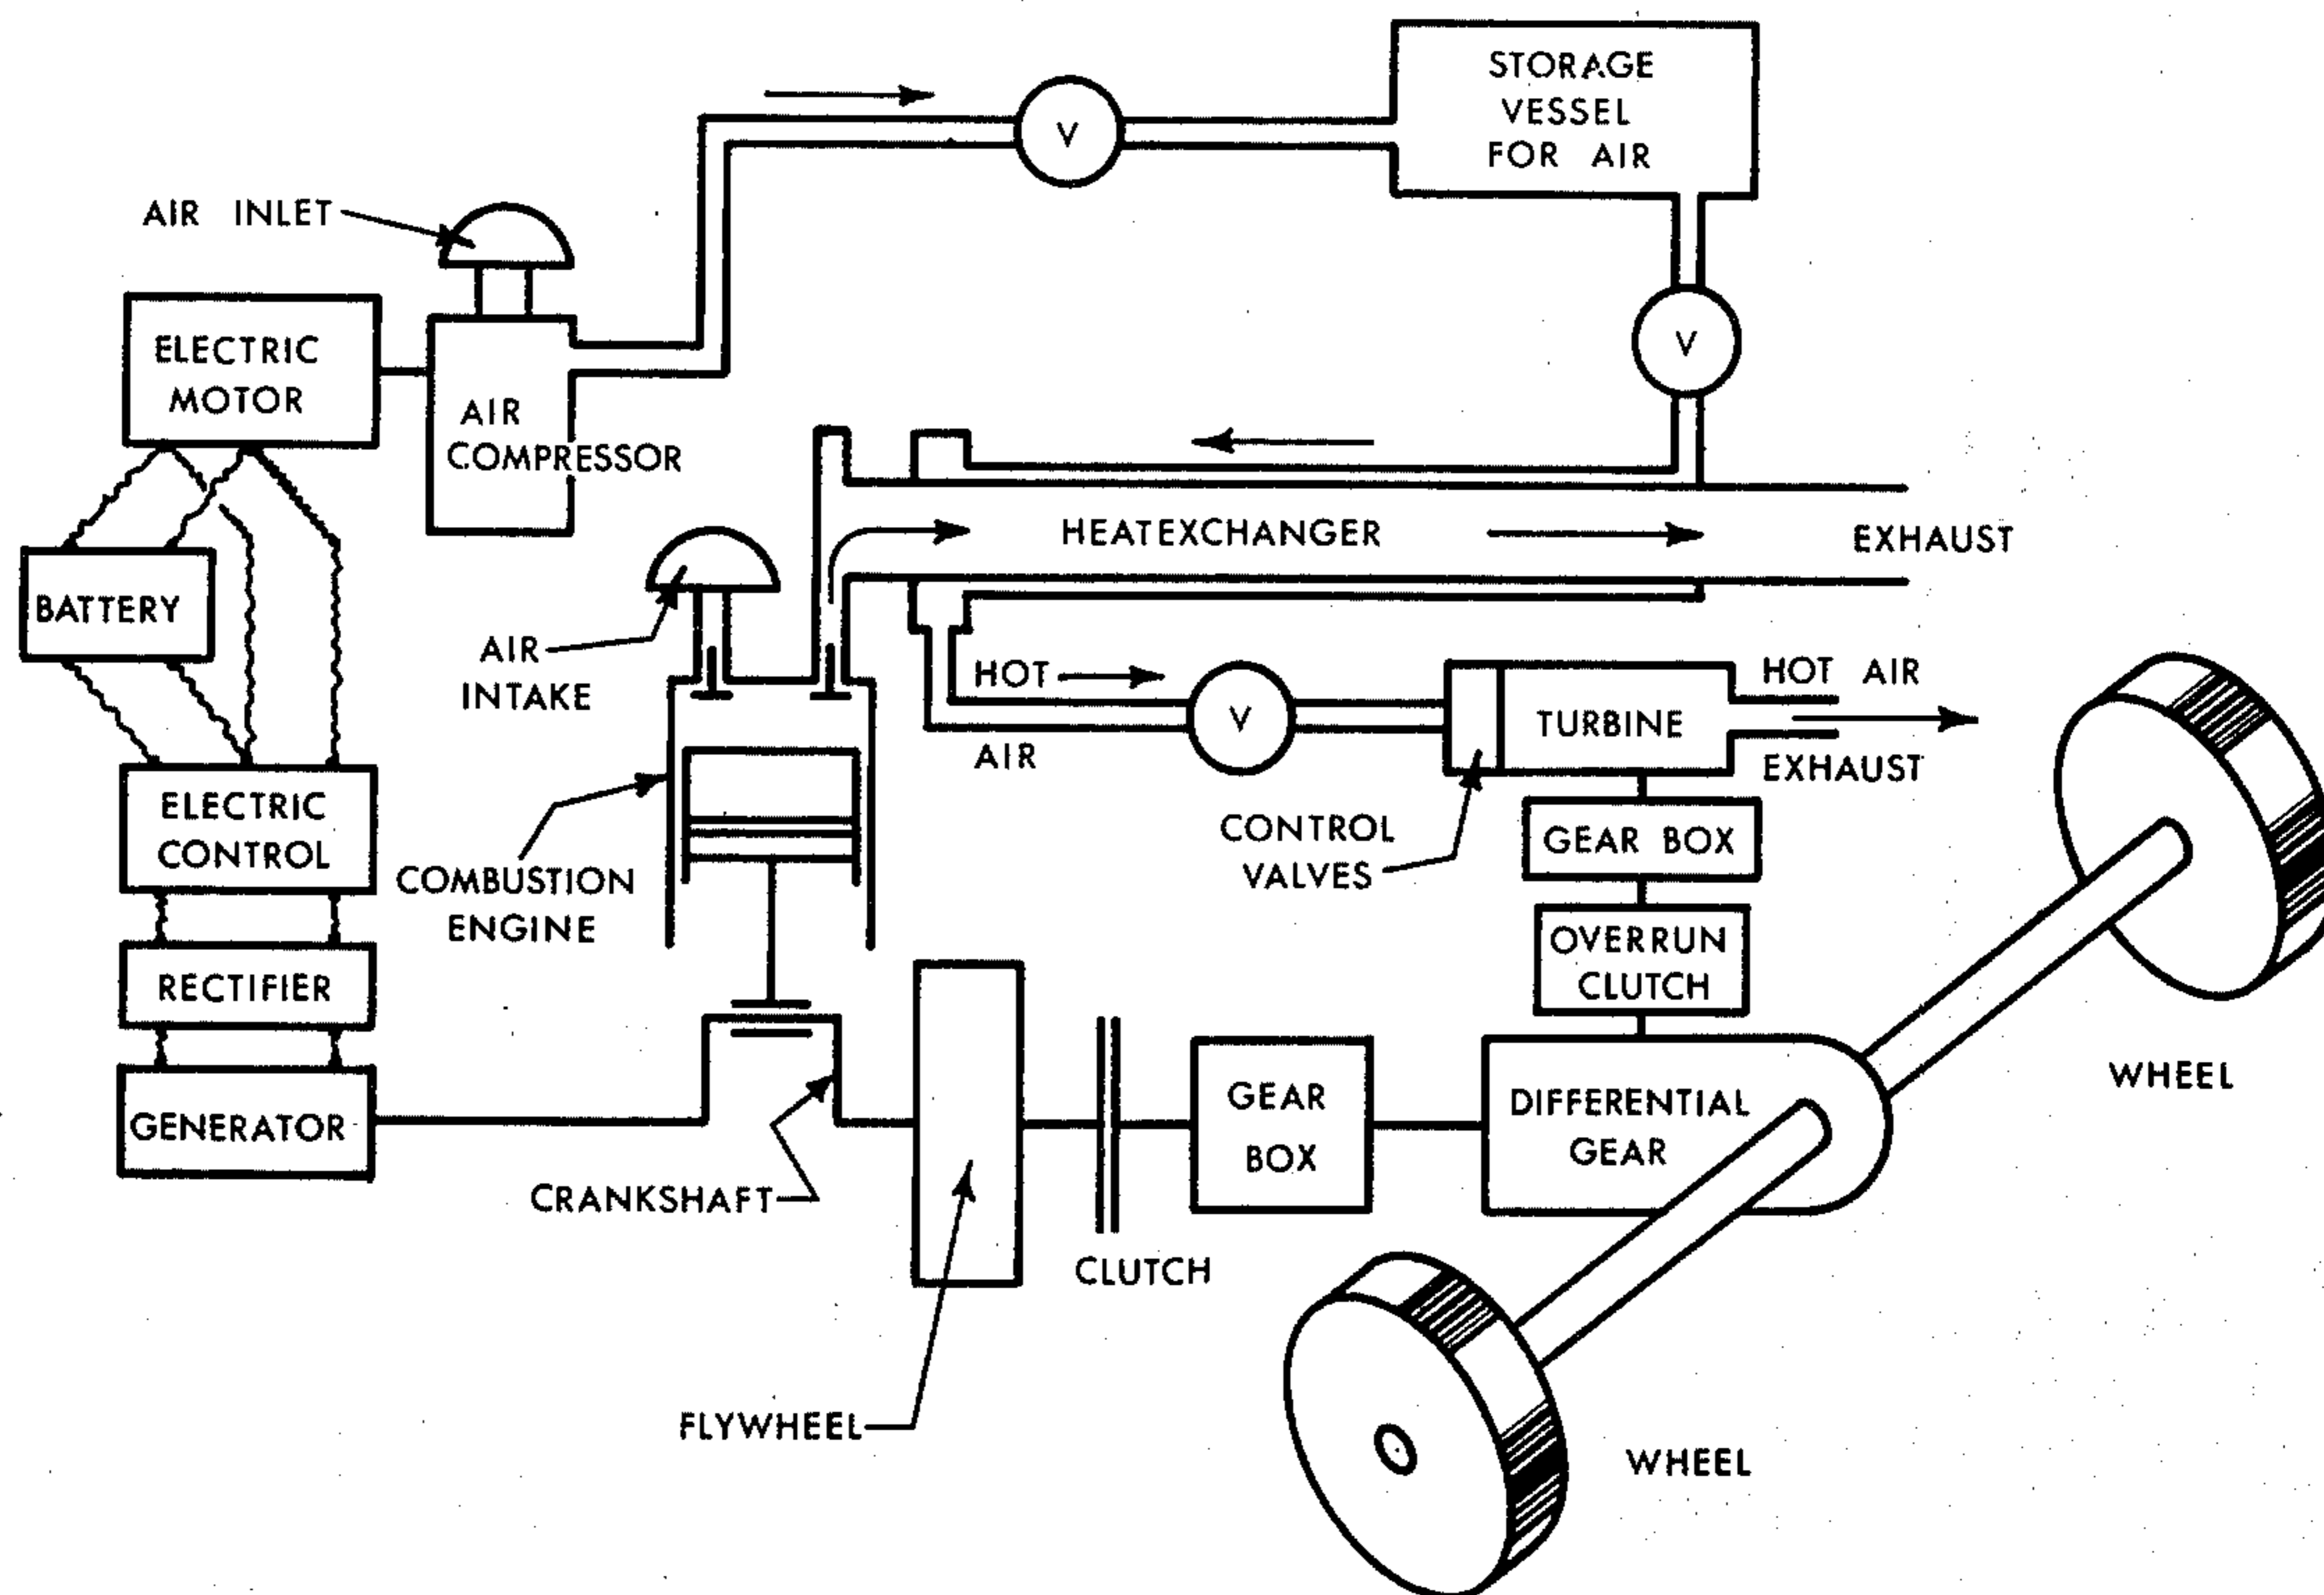 STORAGE
VESSEL
FOR AIR
V
AIR INLET
V
ELECTRIC
MOTOR
AIR
COMPRESSOR
HEATEXCHANGER
EXHAUST
BATTERY
AIR
INTAKE
HOT
AIR
V
TURBINE
HOT AIR
EXHAUST
CONTROL
VALVES
GEAR BOX
ELECTRIC
CONTROL
COMBUSTION
ENGINE
OVERRUN
CLUTCH
RECTIFIER
GENERATOR
GEAR
BOX
DIFFERENTIAL
GEAR
WHEEL
CRANKSHAFT
CLUTCH
FLYWHEEL
WHEEL